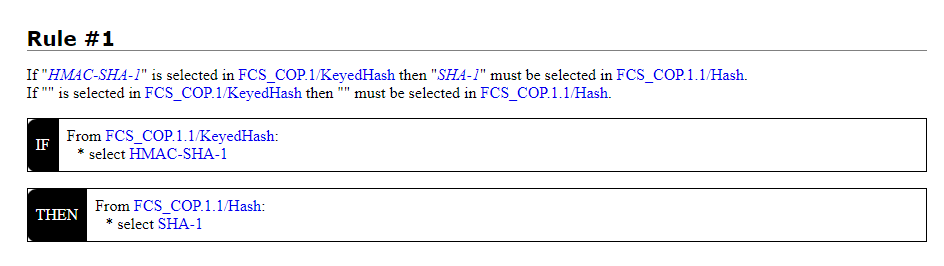 Rule #1
If "HMAC-SHA-1" is selected in FCS_COP.1/KeyedHash then "SHA-1" must be selected in FCS_COP.1.1/Hash.
If "" is selected in FCS_COP.1/KeyedHash then "" must be selected in FCS_COP.1.1/Hash.
IF
From FCS_COP.1.1/KeyedHash:
* select HMAC-SHA-1
THEN
From FCS_COP.1.1/Hash:
* select SHA-1